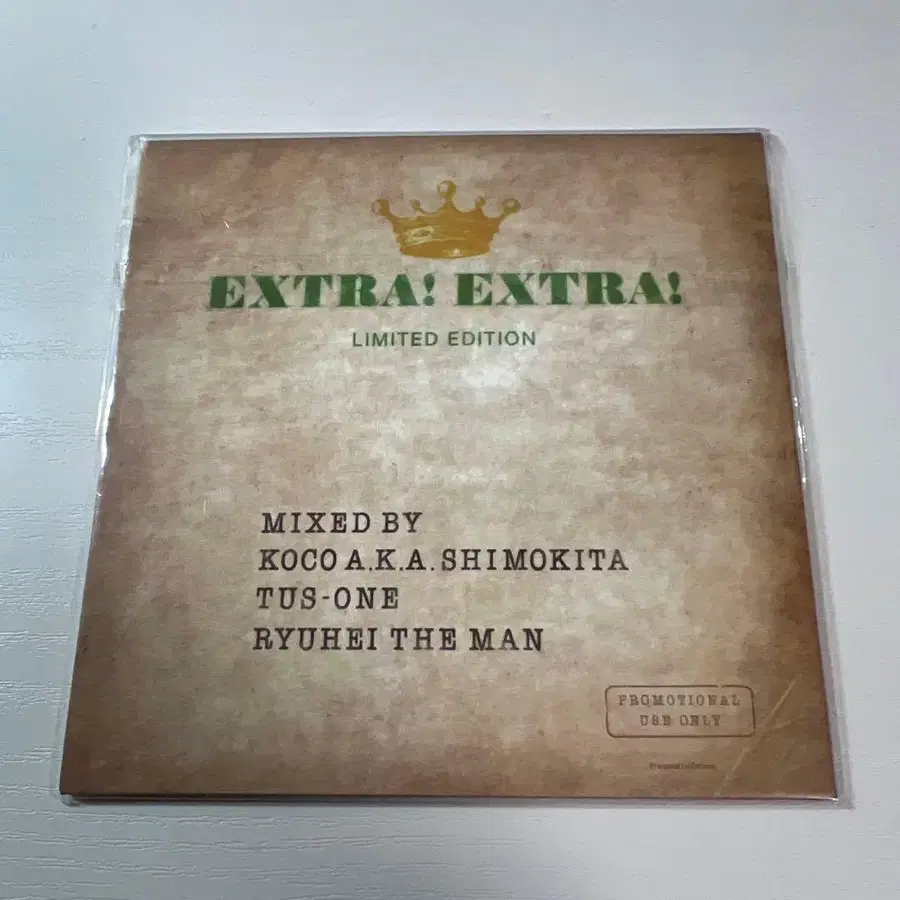 EXTRA! EXTRA!
LIMITED EDITION
MIXED BY
KOCO A.K.A. SHIMOKITA
TUS-ONE
RYUHEI THE MAN
PROMOTIONAL
USE ONLY